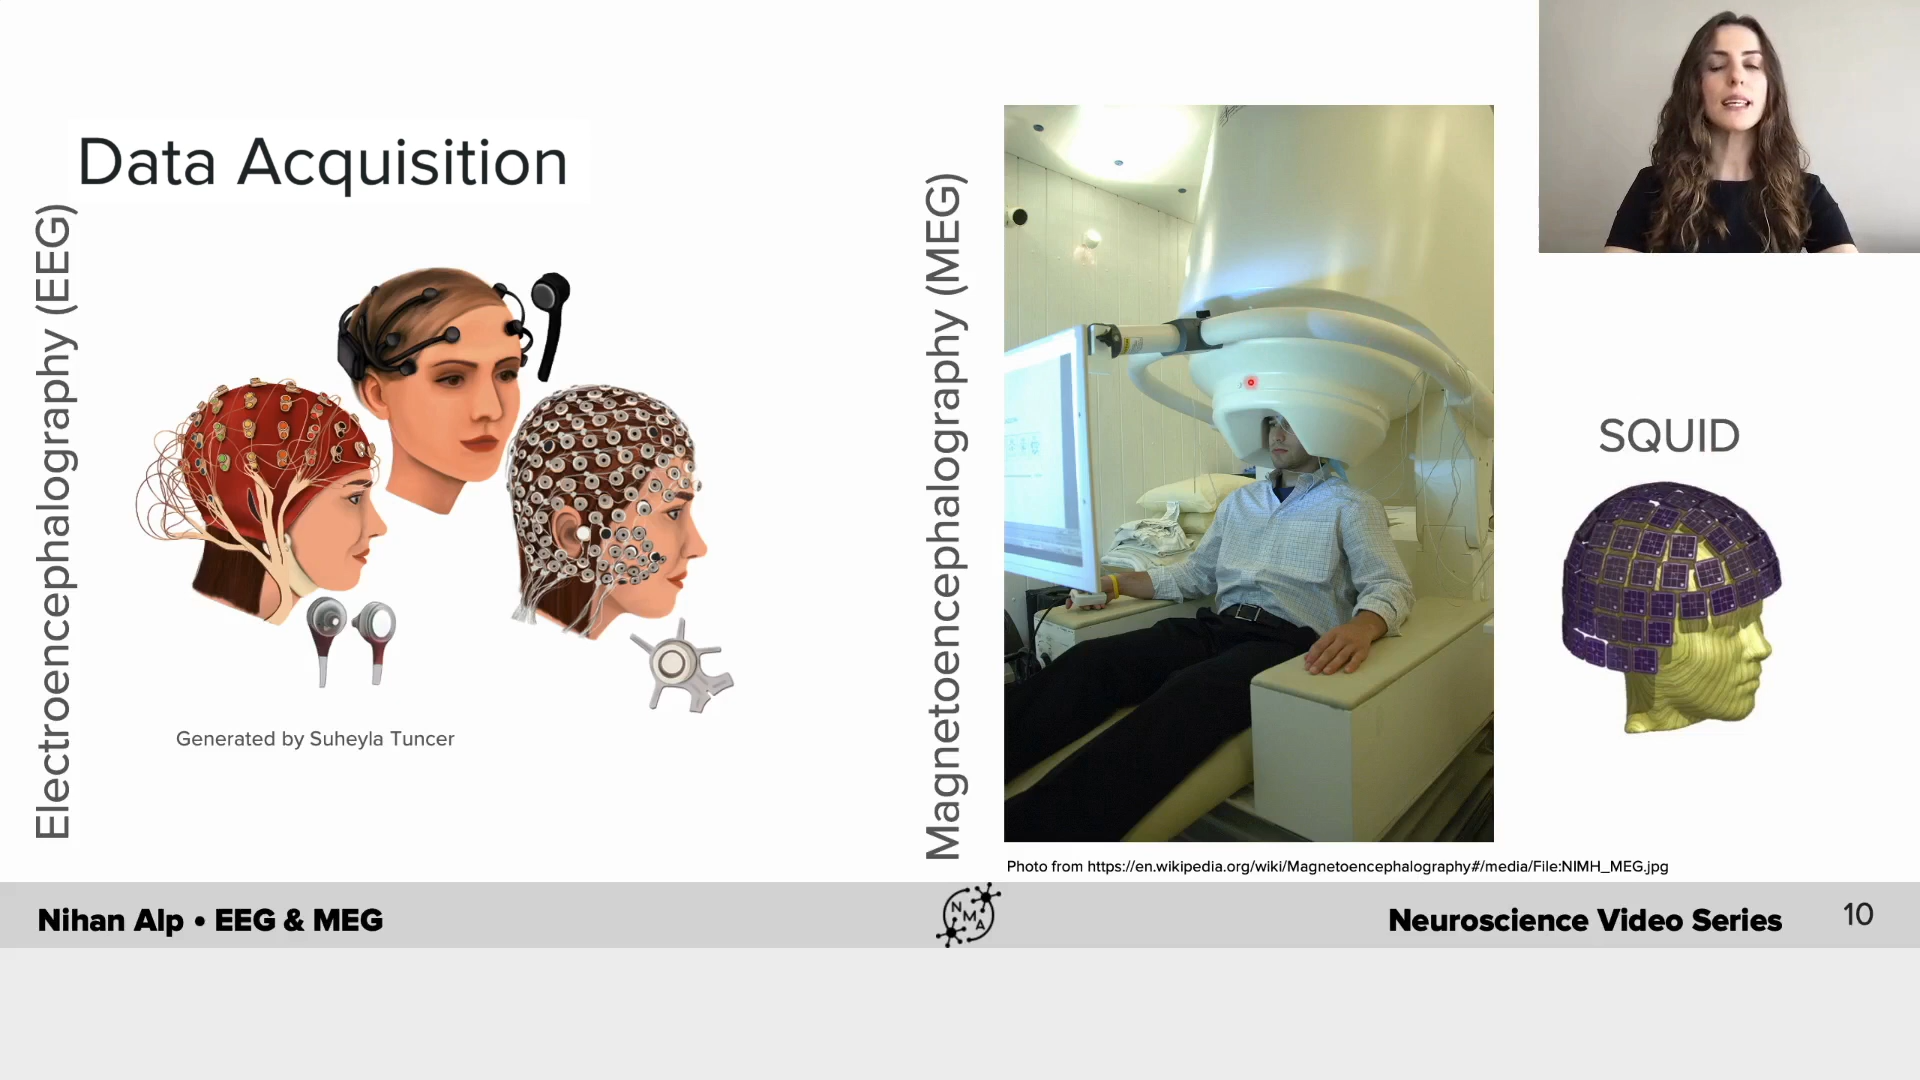 Data Acquisition
Electroencephalography (EEG)
Generated by Suheyla Tuncer
Magnetoencephalography (MEG)
SQUID
Photo from https://en.wikipedia.org/wiki/Magnetoencephalography#/media/File:NIMH_MEG.jpg
Nihan Alp • EEG & MEG
NMA
Neuroscience Video Series
10